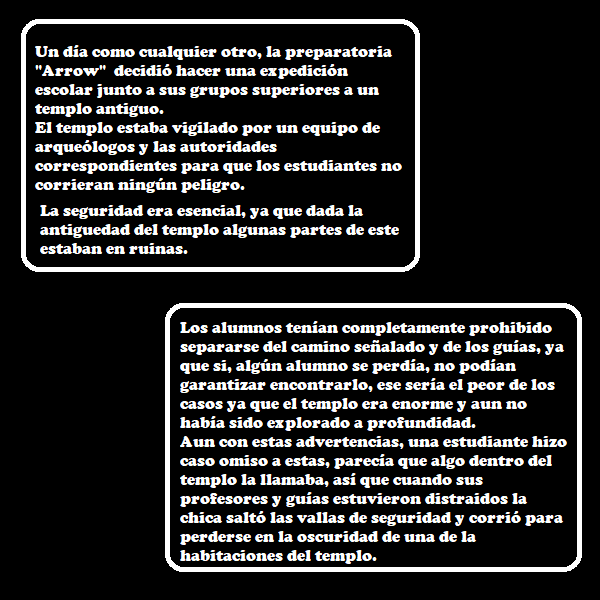 Un día como cualquier otro, la preparatoria
"Arrow" decidió hacer una expedición
escolar junto a sus grupos superiores a un
templo antiguo.
El templo estaba vigilado por un equipo de
arqueólogos y las autoridades
correspondientes para que los estudiantes no
corrieran ningún peligro.
La seguridad era esencial, ya que dada la
antiguedad del templo algunas partes de este
estaban en ruinas.
Los alumnos tenían completamente prohibido
separarse del camino señalado y de los guías, ya
que si, algún alumno se perdía, no podían
garantizar encontrarlo, ese sería el peor de los
casos ya que el templo era enorme y aun no
había sido explorado a profundidad.
Aun con estas advertencias, una estudiante hizo
caso omiso a estas, parecía que algo dentro del
templo la llamaba, así que cuando sus
profesores y guías estuvieron distraidos la
chica saltó las vallas de seguridad y corrió para
perderse en la oscuridad de una de la
habitaciones del templo.